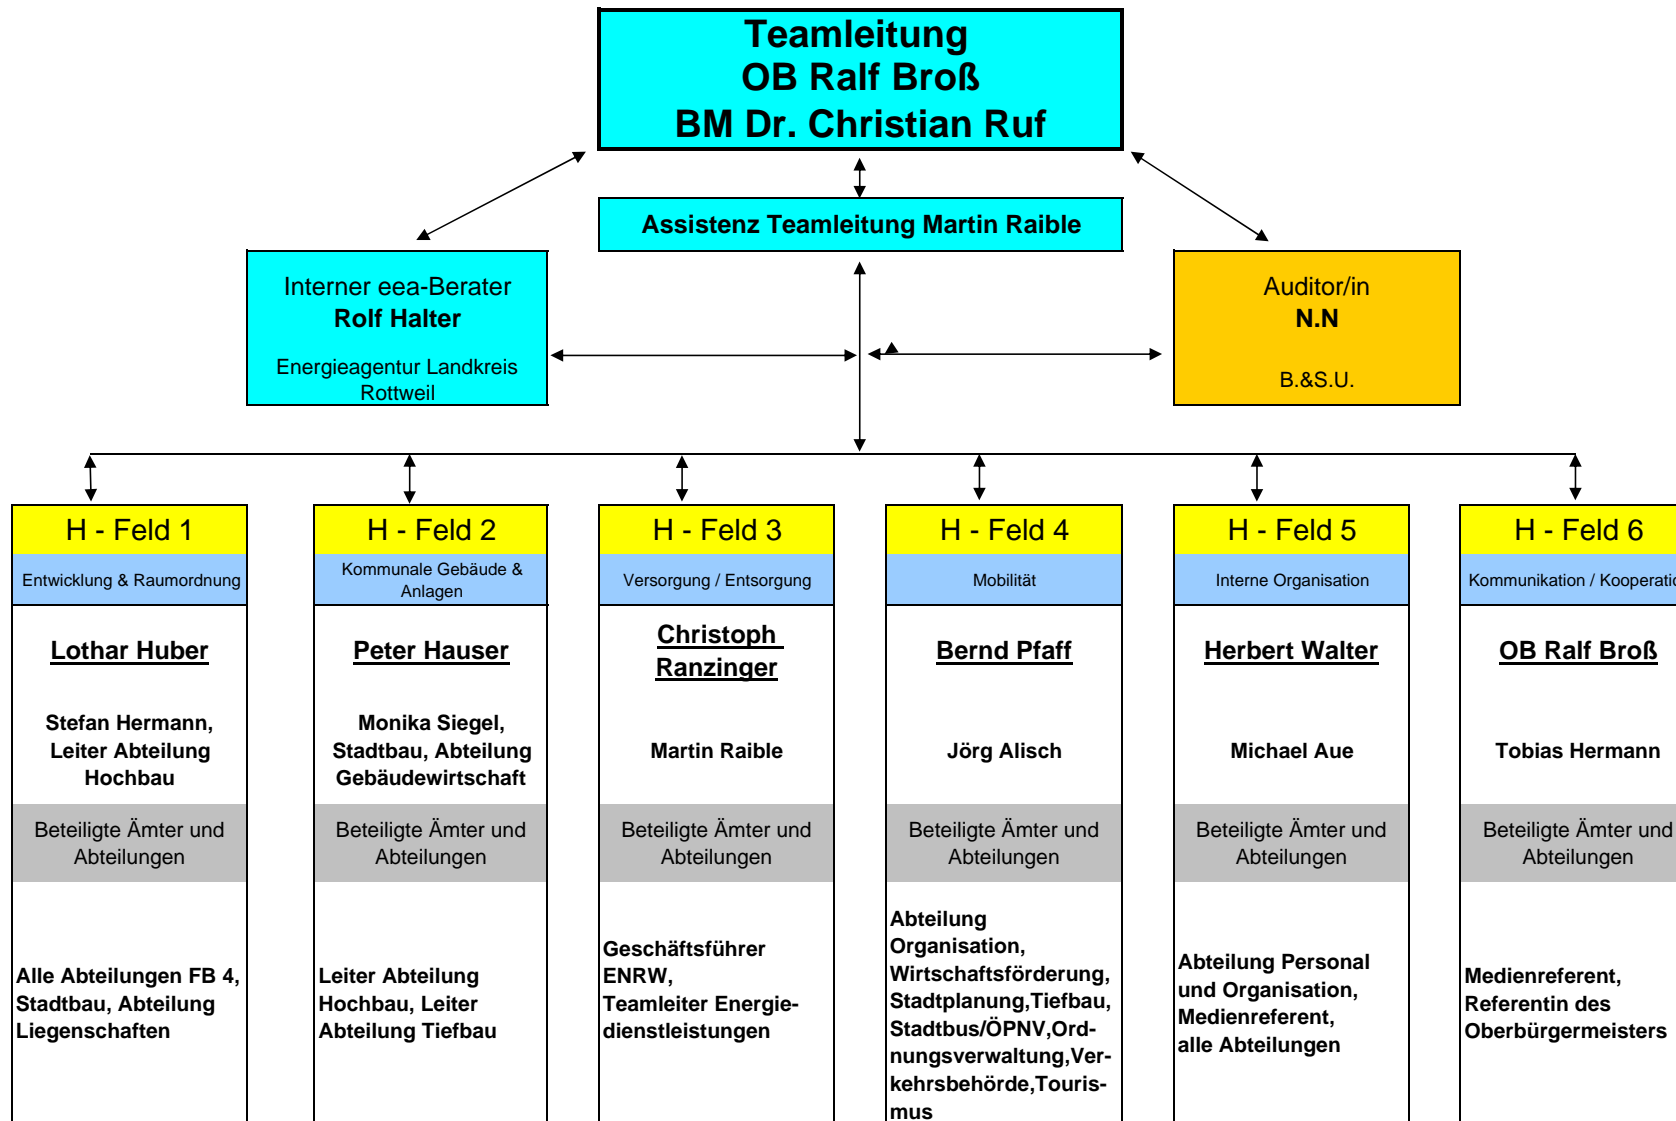 Teamleitung
OB Ralf Broß
BM Dr. Christian Ruf
Assistenz Teamleitung Martin Raible
Interner eea-Berater
Rolf Halter
Energieagentur Landkreis
Rottweil
Auditor/in
N.N
B.&S.U.
H - Feld 1
Entwicklung & Raumordnung
Lothar Huber
Stefan Hermann,
Leiter Abteilung
Hochbau
Beteiligte Ämter und
Abteilungen
Alle Abteilungen FB 4,
Stadtbau, Abteilung
Liegenschaften
H - Feld 2
Kommunale Gebäude &
Anlagen
Peter Hauser
Monika Siegel,
Stadtbau, Abteilung
Gebäudewirtschaft
Beteiligte Ämter und
Abteilungen
Leiter Abteilung
Hochbau, Leiter
Abteilung Tiefbau
H - Feld 3
Versorgung / Entsorgung
Christoph
Ranzinger
Martin Raible
Beteiligte Ämter und
Abteilungen
Geschäftsführer
ENRW,
Teamleiter Energie-
dienstleistungen
H - Feld 4
Mobilität
Bernd Pfaff
Jörg Alisch
Beteiligte Ämter und
Abteilungen
Abteilung
Organisation,
Wirtschaftsförderung,
Stadtplanung,Tiefbau,
Stadtbus/ÖPNV,Ord-
nungsverwaltung,Ver-
kehrsbehörde,Touris-
mus
H - Feld 5
Interne Organisation
Herbert Walter
Michael Aue
Beteiligte Ämter und
Abteilungen
Abteilung Personal
und Organisation,
Medienreferent,
alle Abteilungen
H - Feld 6
Kommunikation / Kooperatio
OB Ralf Broß
Tobias Hermann
Beteiligte Ämter und
Abteilungen
Medienreferent,
Referentin des
Oberbürgermeisters